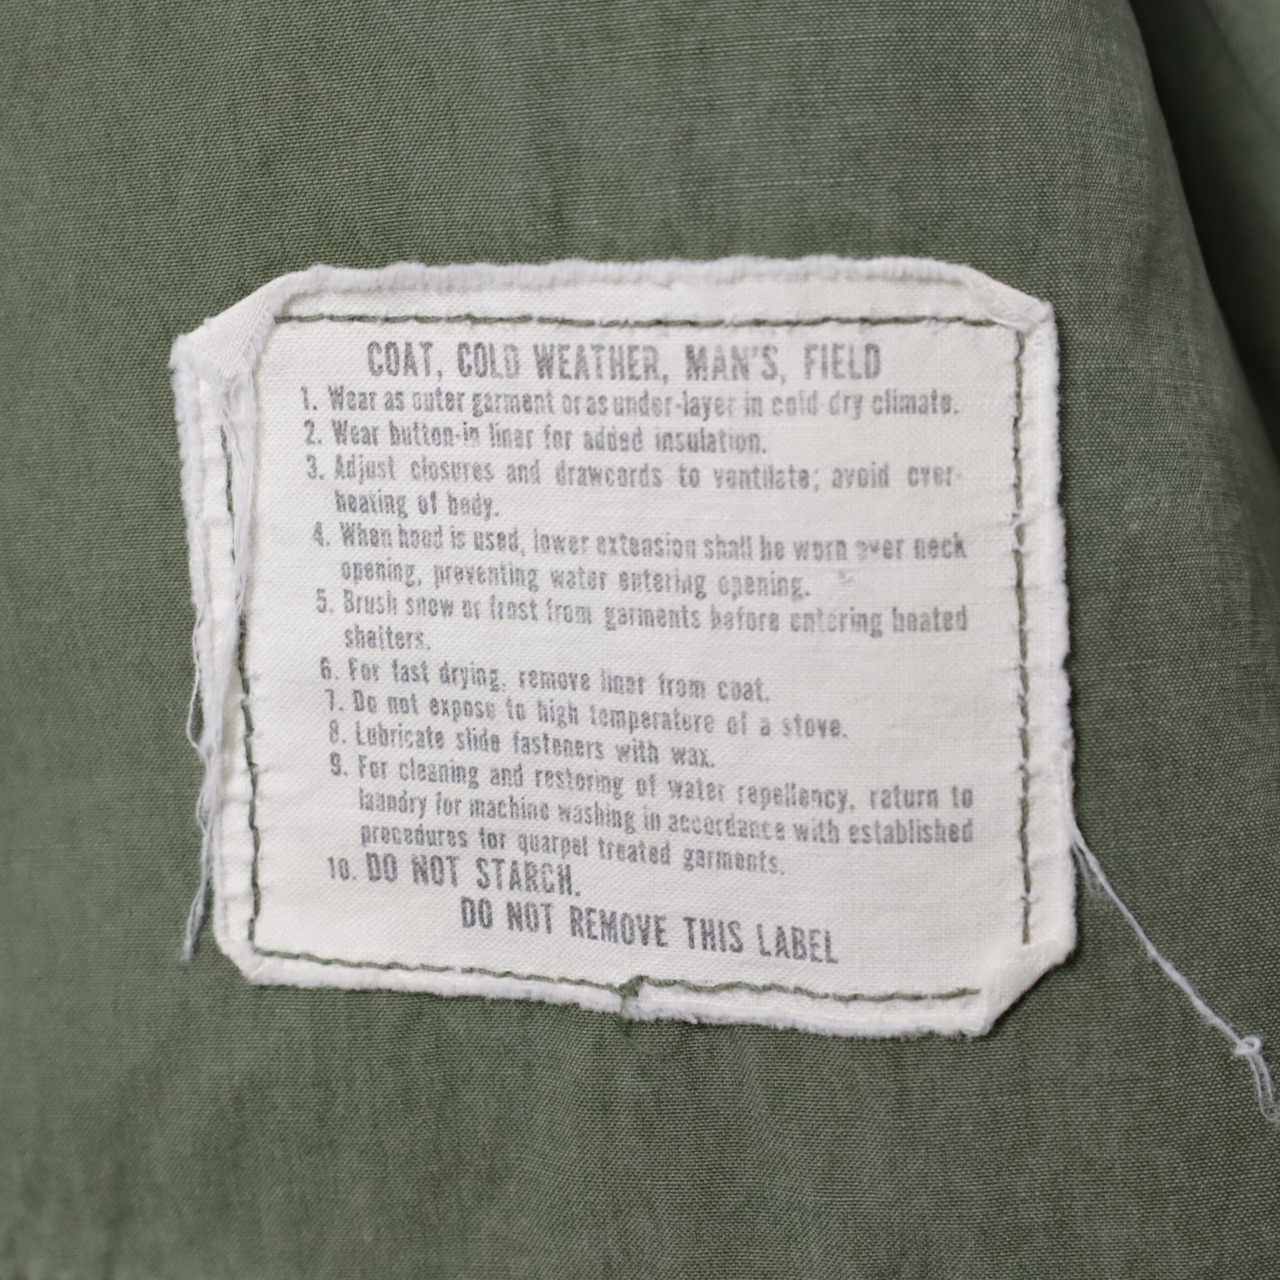 COAT, COLD WEATHER, MAN'S, FIELD
1. Wear as outer garment or as under-layer in cold dry climate.
2. Wear button-in liner for added insulation.
3. Adjust closures and drawcords to ventilate; avoid over-
heating of body.
4. When hood is used, lower extension shall be worn over neck
opening, preventing water entering opening.
5. Brush snow or frost from garments before entering heated
shelters.
6. For fast drying, remove liner from coat.
7. Do not expose to high temperature of a stove.
8. Lubricate slide fasteners with wax.
9. For cleaning and restoring of water repellency, return to
laundry for machine washing in accordance with established
procedures for quarpel treated garments.
10. DO NOT STARCH.
DO NOT REMOVE THIS LABEL